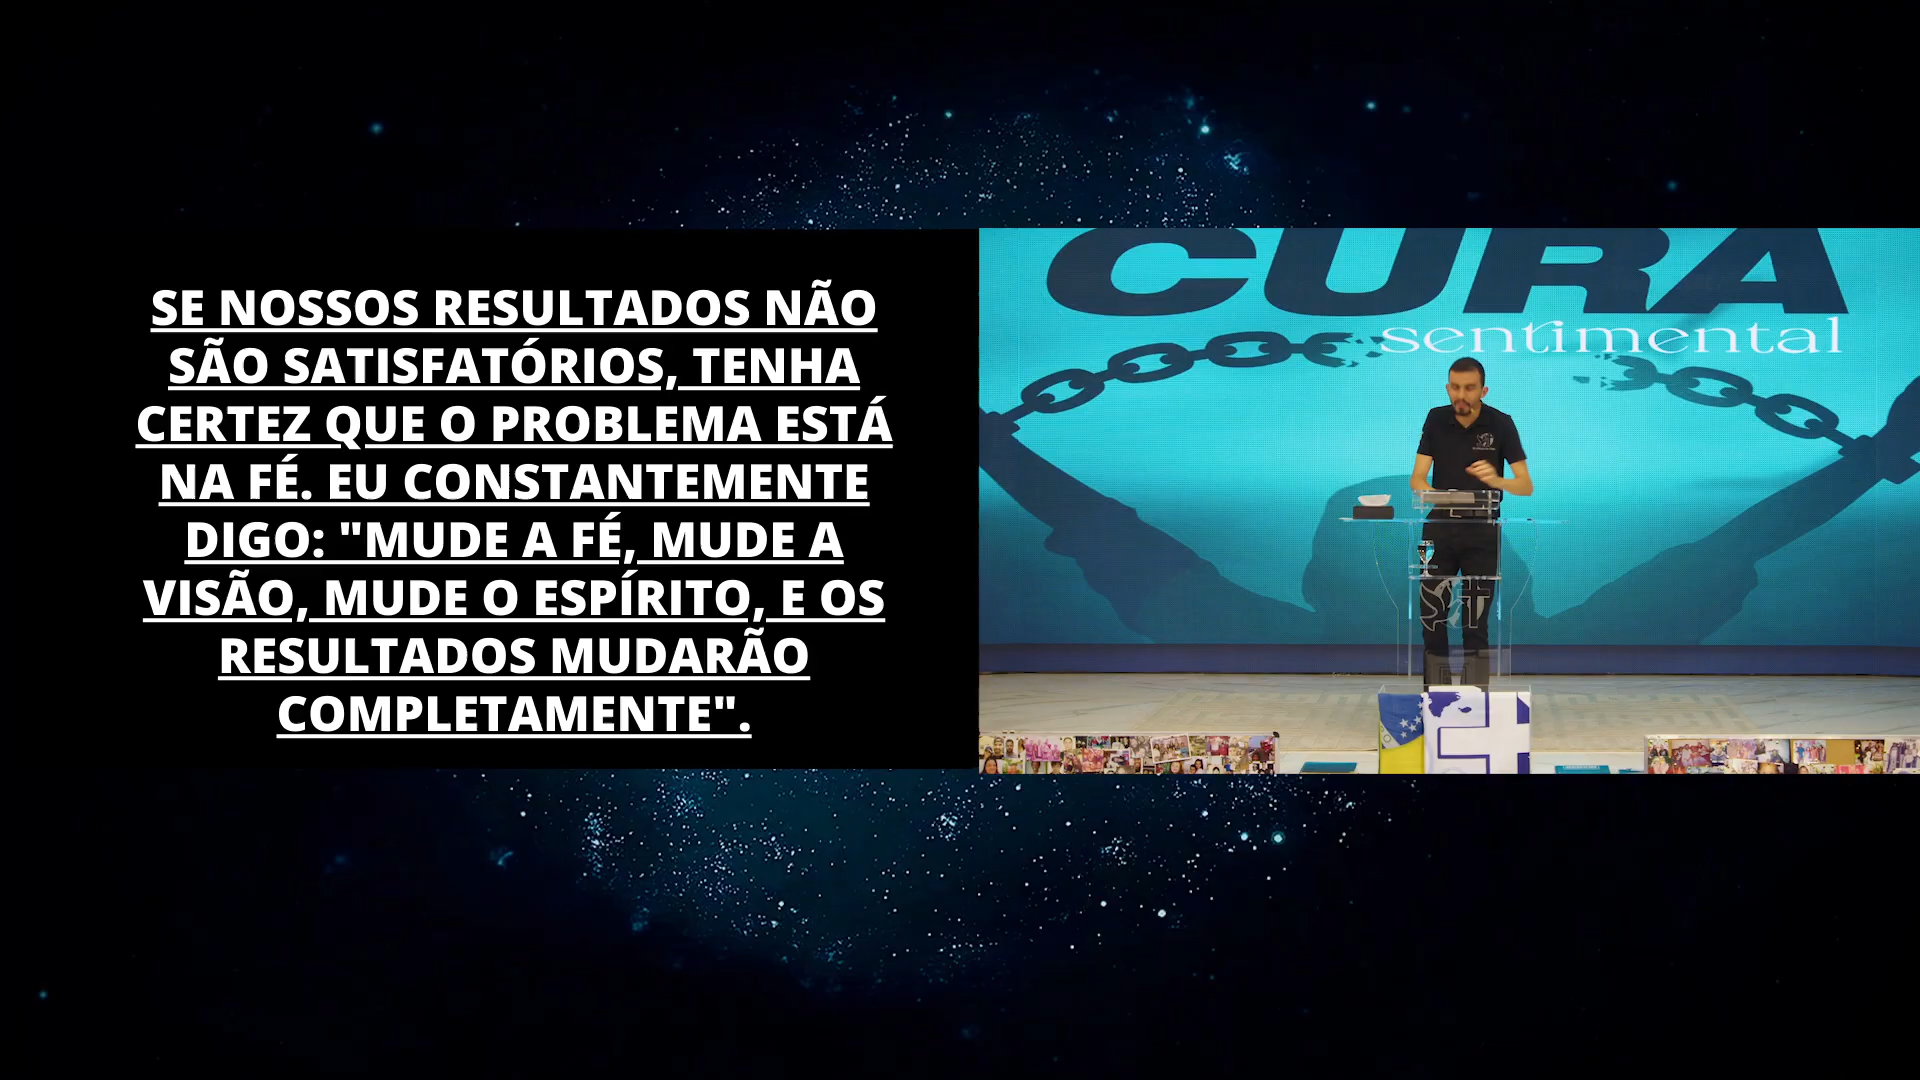 SE NOSSOS RESULTADOS NÃO
SÃO SATISFATÓRIOS, TENHA
CERTEZ QUE O PROBLEMA ESTÁ
NA FÉ. EU CONSTANTEMENTE
DIGO: "MUDE A FÉ, MUDE A
VISÃO, MUDE O ESPÍRITO, E OS
RESULTADOS MUDARÃO
COMPLETAMENTE".
CURA
sentimental